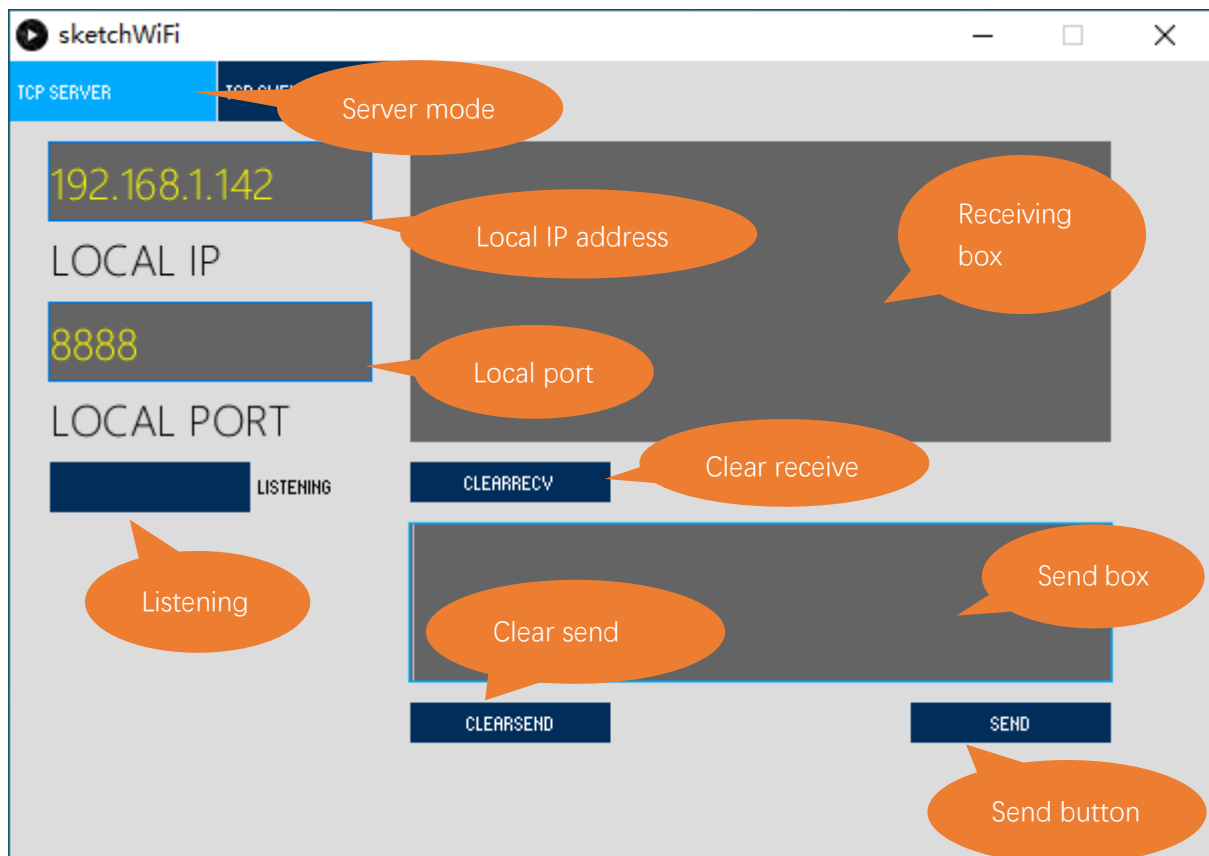 sketchWiFi
TCP SERVER
TCP
Server mode
192.168.1.142
Local IP address
Receiving
box
LOCAL IP
8888
Local port
LOCAL PORT
Clear receive
CLEARRECV
LISTENING
Send box
Listening
Clear send
CLEARSEND
SEND
Send button